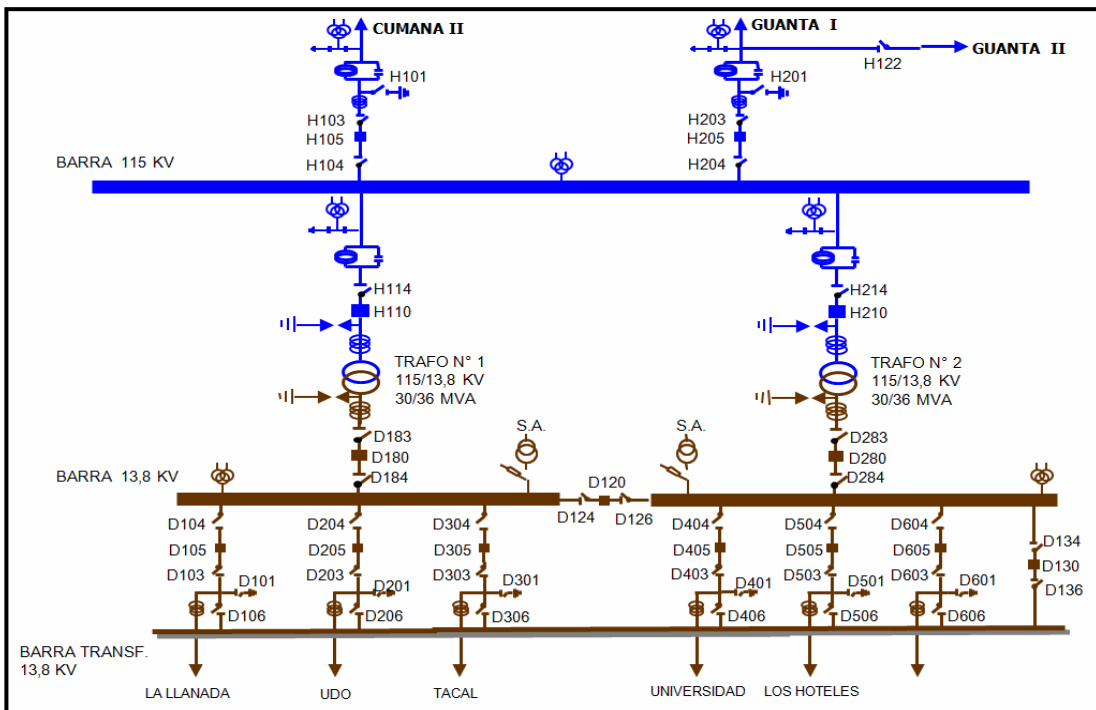 CUMANA II
GUANTA I
GUANTA II
H122
H101
H201
H103
H203
H105
H205
BARRA 115 KV
H104
H204
H114
H214
H110
H210
TRAFO N° 1
115/13,8 KV
30/36 MVA
TRAFO N° 2
115/13,8 KV
30/36 MVA
S.A.
S.A.
D183
D283
D180
D280
BARRA 13,8 KV
D184
D120
D284
D124
D126
D104
D204
D304
D404
D504
D604
D134
D105
D205
D305
D405
D505
D605
D130
D103
D101
D203
D201
D303
D301
D403
D401
D503
D501
D603
D601
D136
D106
D206
D306
D406
D506
D606
BARRA TRANSF.
13,8 KV
LA LLANADA
UDO
TACAL
UNIVERSIDAD
LOS HOTELES